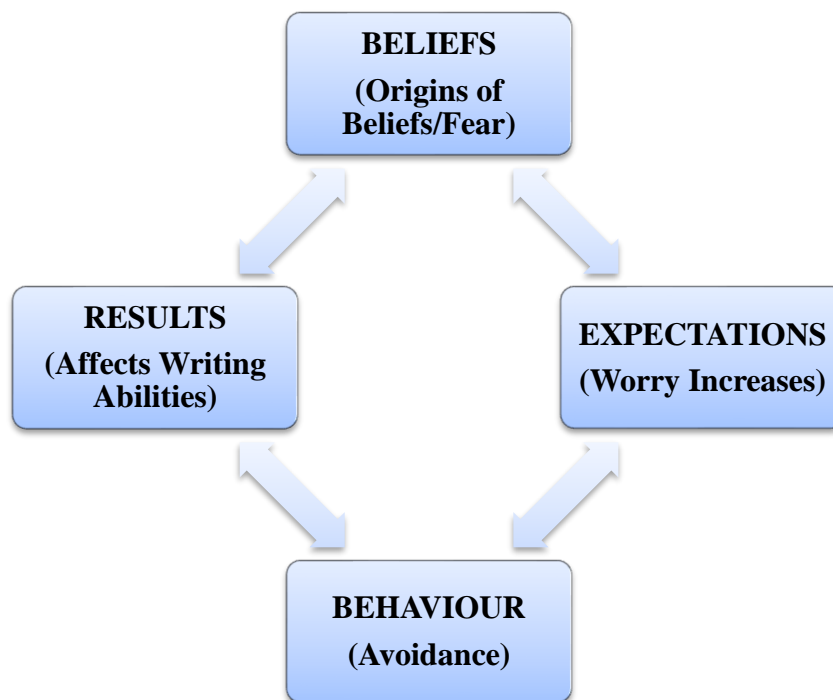 BELIEFS
(Origins of
Beliefs/Fear)
RESULTS
(Affects Writing
Abilities)
EXPECTATIONS
(Worry Increases)
BEHAVIOUR
(Avoidance)